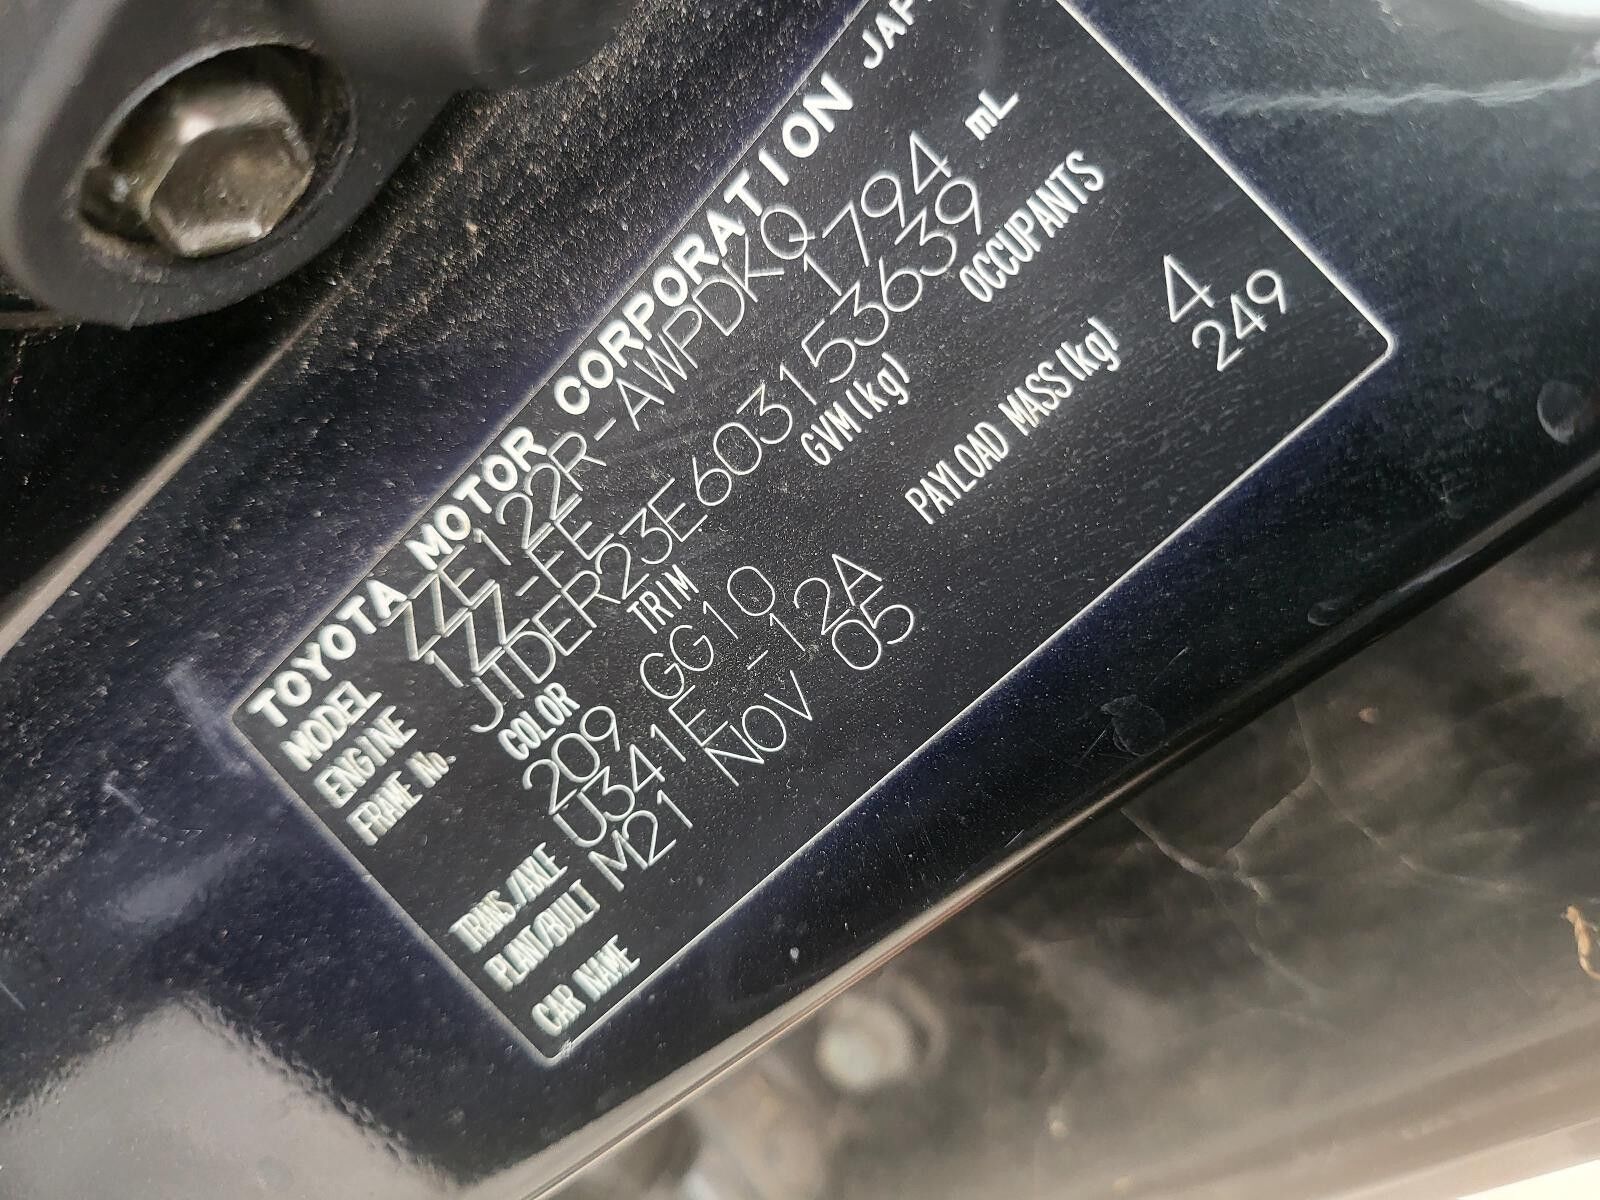 TOYOTA MOTOR CORPORATION
MODEL ZZE122R-AWPDKQ
ENGINE 1ZZ-FE 1794 mL
FRAME No. JTDER23E603153639
COLOR TRIM GVM(kg) OCCUPANTS
209 GG10 4
PAYLOAD MASS(kg) 249
TRANS./AXLE U341E -12A
PLANT/BUILT M21 NOV 05
CAR NAME